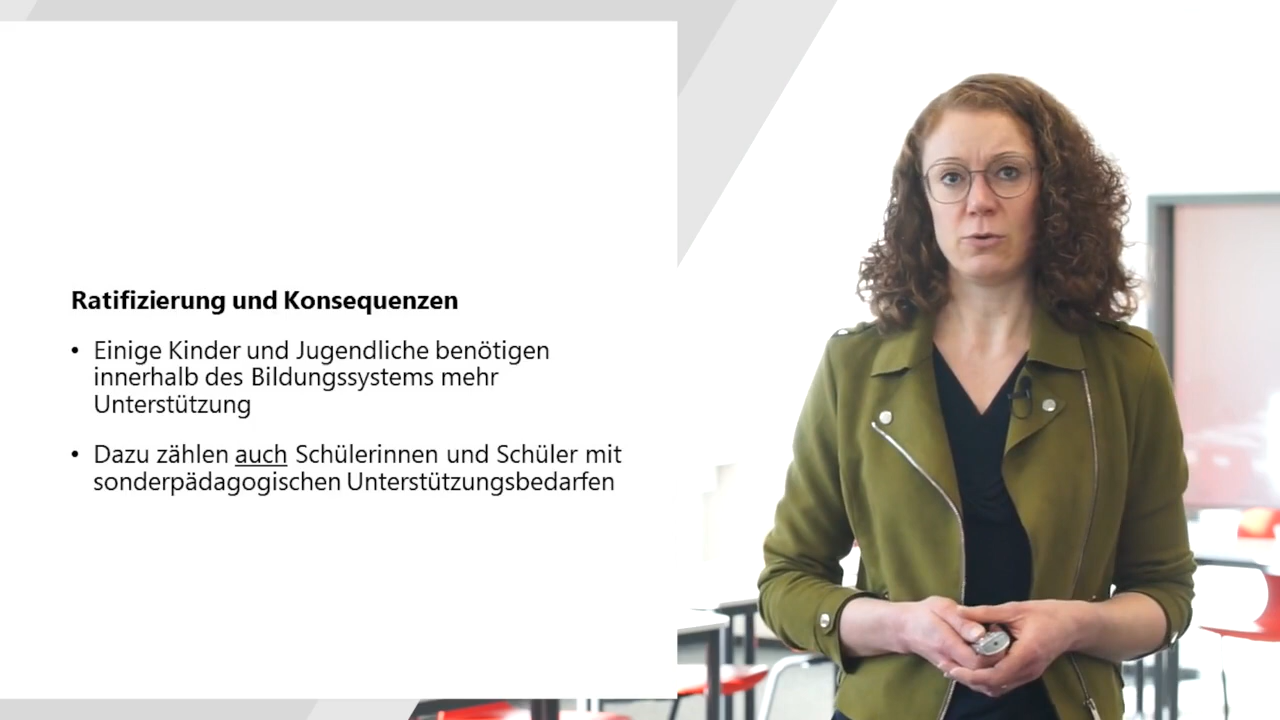 Ratifizierung und Konsequenzen
• Einige Kinder und Jugendliche benötigen
innerhalb des Bildungssystems mehr
Unterstützung
• Dazu zählen auch Schülerinnen und Schüler mit
sonderpädagogischen Unterstützungsbedarfen